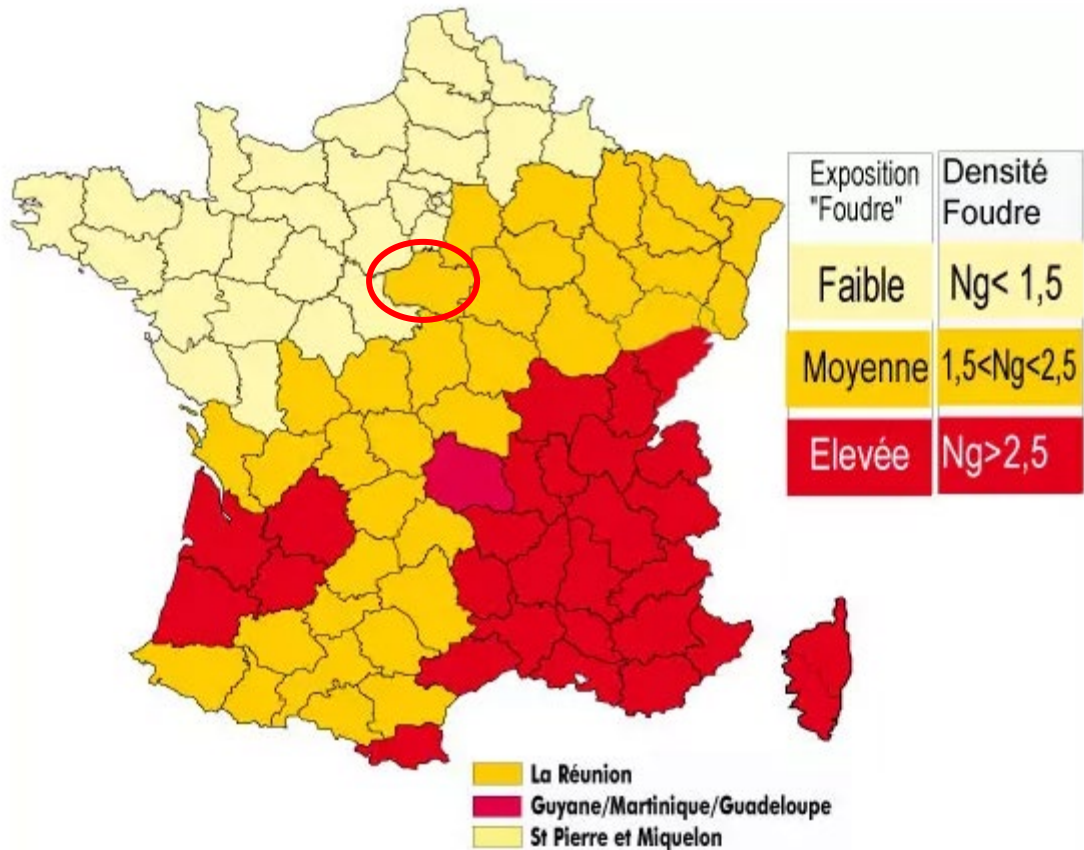 Exposition
"Foudre"
Densité
Foudre
Faible
Ng< 1,5
Moyenne
1,5<Ng<2,5
Elevée
Ng>2,5
La Réunion
Guyane/Martinique/Guadeloupe
St Pierre et Miquelon